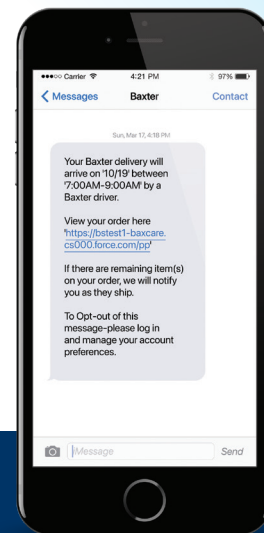 Carrier 4:21 PM 97%
Messages Baxter Contact
Sun, Mar 17, 4:18 PM
Your Baxter delivery will
arrive on '10/19' between
'7:00AM-9:00AM' by a
Baxter driver.
View your order here
'https://bstest1-baxcare.
cs000.force.com/pp'
If there are remaining item(s)
on your order, we will notify
you as they ship.
To Opt-out of this
message-please log in
and manage your account
preferences.
iMessage Send